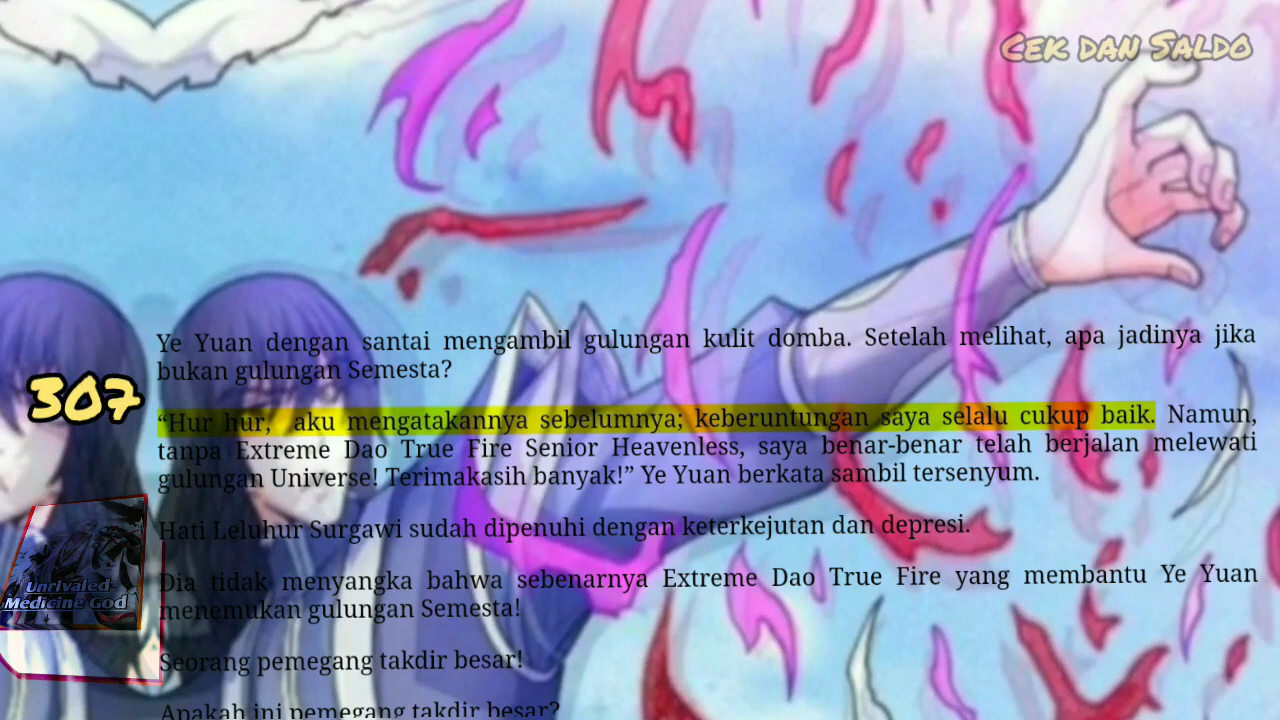 Cek dan Saldo
Ye Yuan dengan santai mengambil gulungan kulit domba. Setelah melihat, apa jadinya jika
bukan gulungan Semesta?
307
“Hur hur, aku mengatakannya sebelumnya; keberuntungan saya selalu cukup baik. Namun,
tanpa Extreme Dao True Fire Senior Heavenless, saya benar-benar telah berjalan melewati
gulungan Universe! Terimakasih banyak!” Ye Yuan berkata sambil tersenyum.
Hati Leluhur Surgawi sudah dipenuhi dengan keterkejutan dan depresi.
Dia tidak menyangka bahwa sebenarnya Extreme Dao True Fire yang membantu Ye Yuan
menemukan gulungan Semesta!
Unrivaled
Medicine God
Seorang pemegang takdir besar!
Apakah ini pemegang takdir besar?